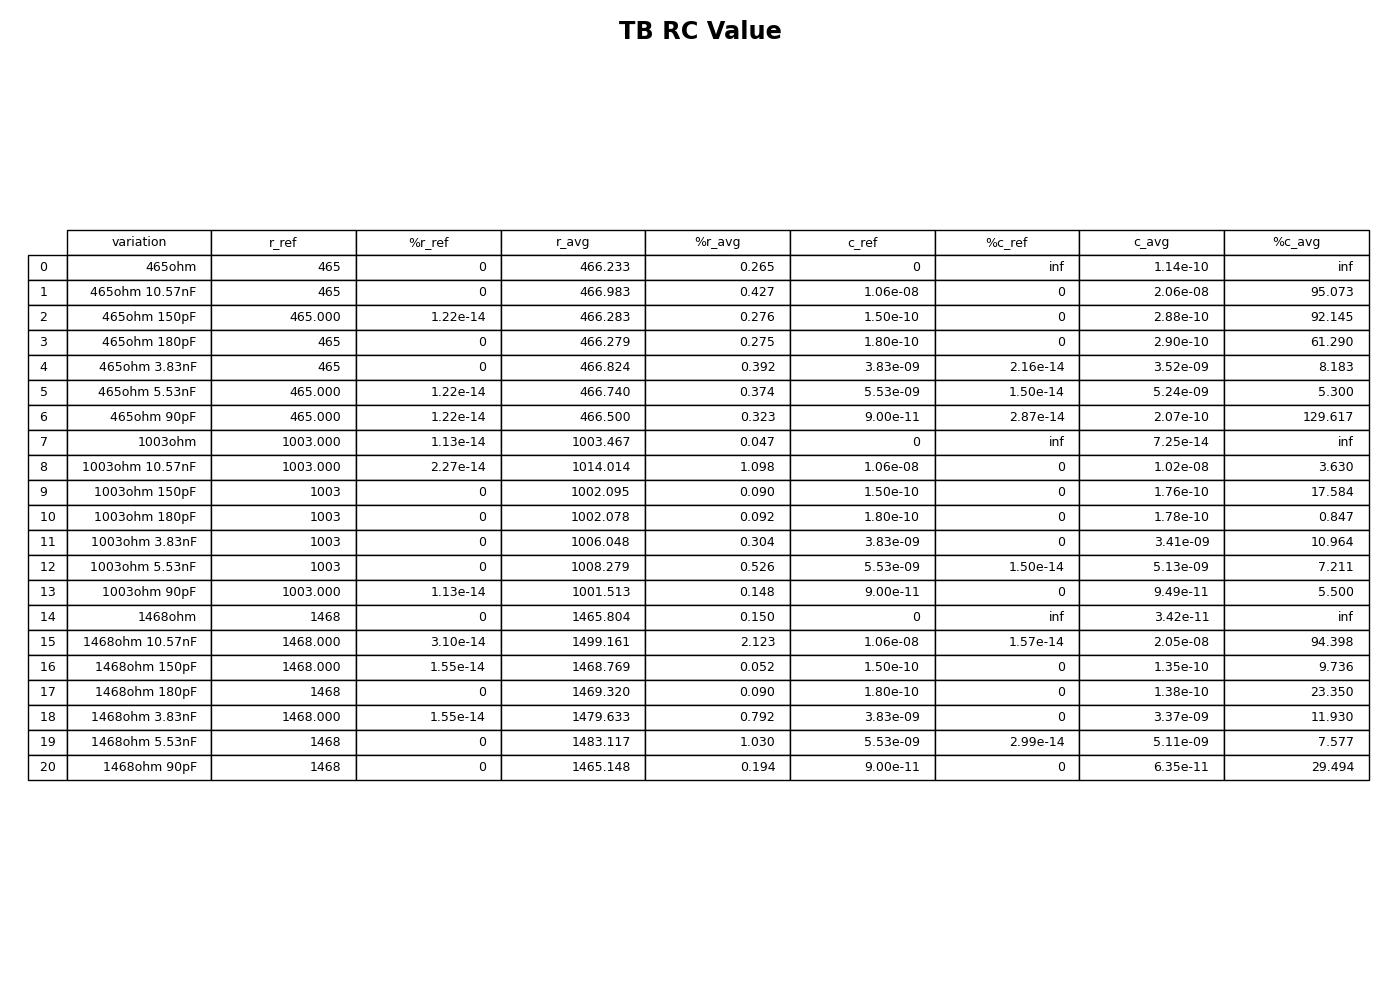 TB RC Value
variation r_ref %r_ref r_avg %r_avg c_ref %c_ref c_avg %c_avg
0 465ohm 465 0 466.233 0.265 0 inf 1.14e-10 inf
1 465ohm 10.57nF 465 0 466.983 0.427 1.06e-08 0 2.06e-08 95.073
2 465ohm 150pF 465.000 1.22e-14 466.283 0.276 1.50e-10 0 2.88e-10 92.145
3 465ohm 180pF 465 0 466.279 0.275 1.80e-10 0 2.90e-10 61.290
4 465ohm 3.83nF 465 0 466.824 0.392 3.83e-09 2.16e-14 3.52e-09 8.183
5 465ohm 5.53nF 465.000 1.22e-14 466.740 0.374 5.53e-09 1.50e-14 5.24e-09 5.300
6 465ohm 90pF 465.000 1.22e-14 466.500 0.323 9.00e-11 2.87e-14 2.07e-10 129.617
7 1003ohm 1003.000 1.13e-14 1003.467 0.047 0 inf 7.25e-14 inf
8 1003ohm 10.57nF 1003.000 2.27e-14 1014.014 1.098 1.06e-08 0 1.02e-08 3.630
9 1003ohm 150pF 1003 0 1002.095 0.090 1.50e-10 0 1.76e-10 17.584
10 1003ohm 180pF 1003 0 1002.078 0.092 1.80e-10 0 1.78e-10 0.847
11 1003ohm 3.83nF 1003 0 1006.048 0.304 3.83e-09 0 3.41e-09 10.964
12 1003ohm 5.53nF 1003 0 1008.279 0.526 5.53e-09 1.50e-14 5.13e-09 7.211
13 1003ohm 90pF 1003.000 1.13e-14 1001.513 0.148 9.00e-11 0 9.49e-11 5.500
14 1468ohm 1468 0 1465.804 0.150 0 inf 3.42e-11 inf
15 1468ohm 10.57nF 1468.000 3.10e-14 1499.161 2.123 1.06e-08 1.57e-14 2.05e-08 94.398
16 1468ohm 150pF 1468.000 1.55e-14 1468.769 0.052 1.50e-10 0 1.35e-10 9.736
17 1468ohm 180pF 1468 0 1469.320 0.090 1.80e-10 0 1.38e-10 23.350
18 1468ohm 3.83nF 1468.000 1.55e-14 1479.633 0.792 3.83e-09 0 3.37e-09 11.930
19 1468ohm 5.53nF 1468 0 1483.117 1.030 5.53e-09 2.99e-14 5.11e-09 7.577
20 1468ohm 90pF 1468 0 1465.148 0.194 9.00e-11 0 6.35e-11 29.494